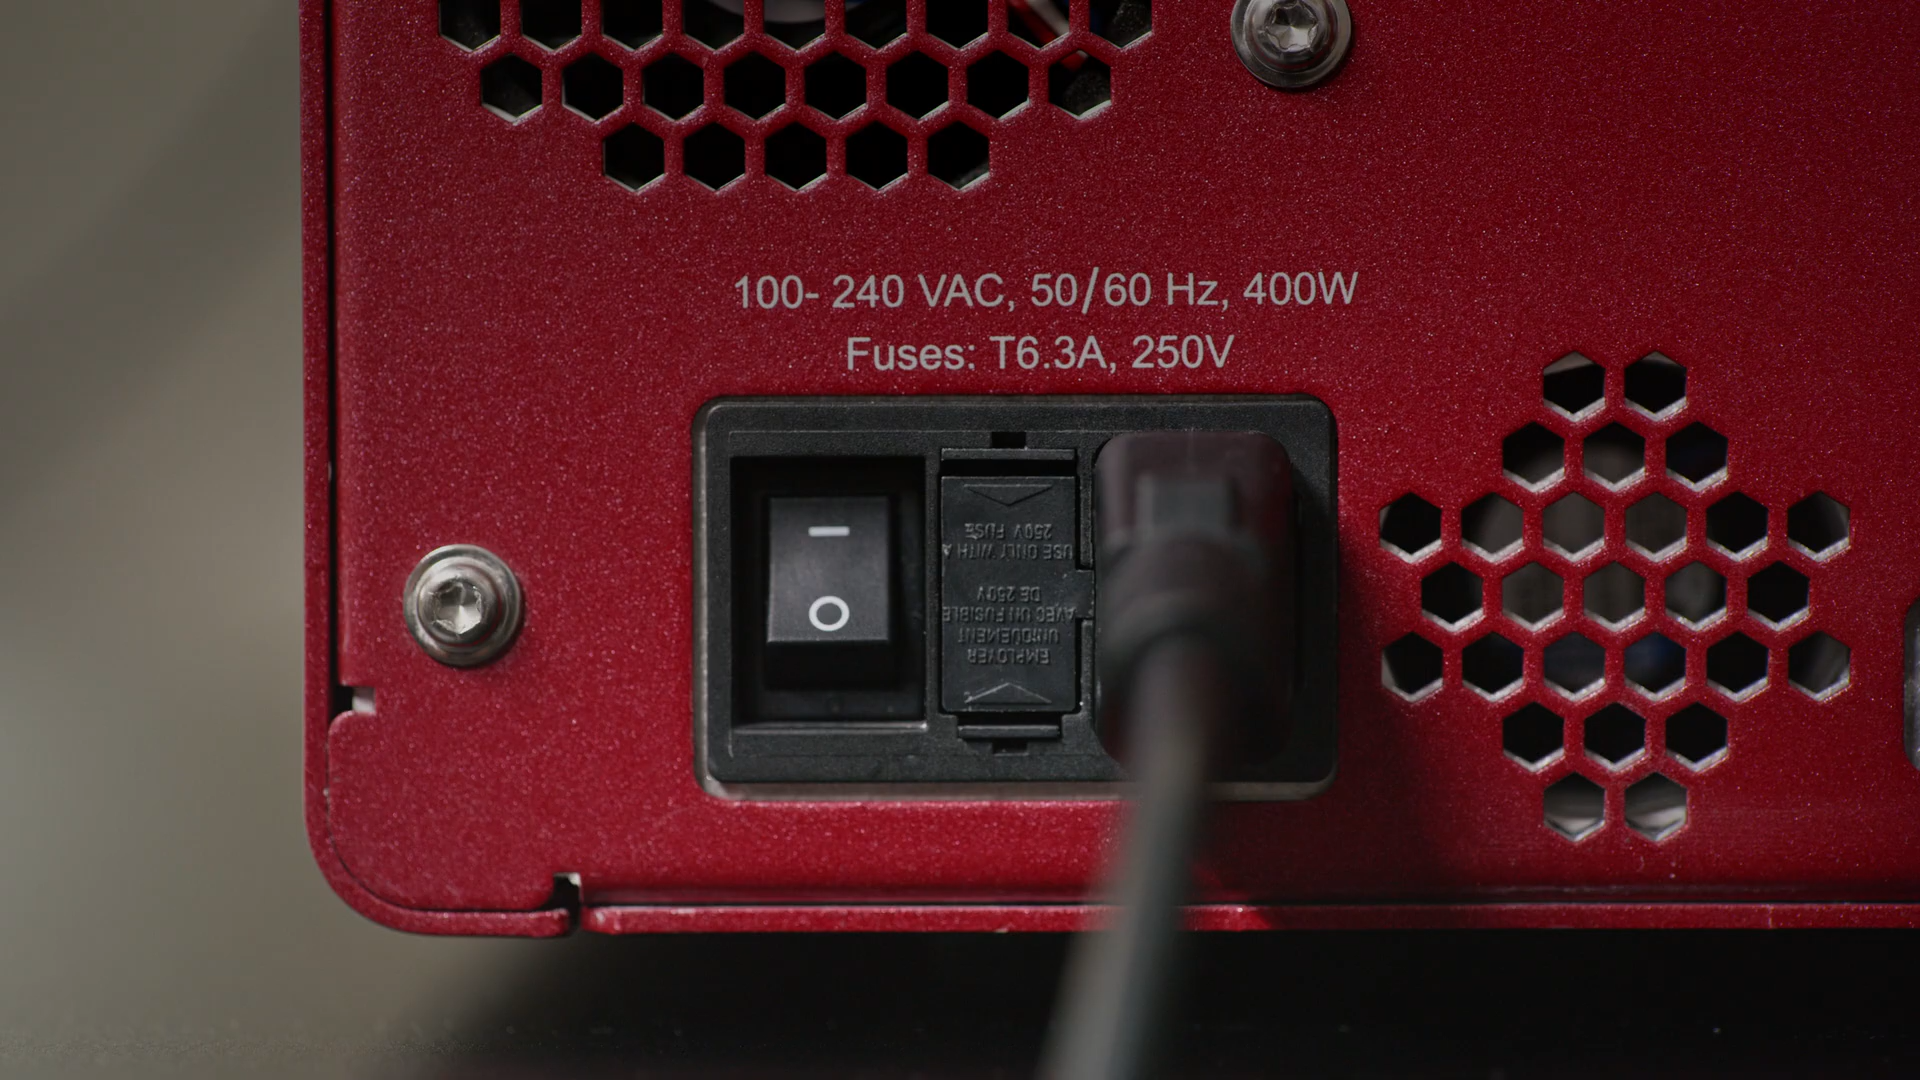 100- 240 VAC, 50/60 Hz, 400W
Fuses: T6.3A, 250V
EMPLOYER
UNIQUEMENT
AVEC UN FUSIBLE
DE 250V
USE ONLY WITH A
250V FUSE